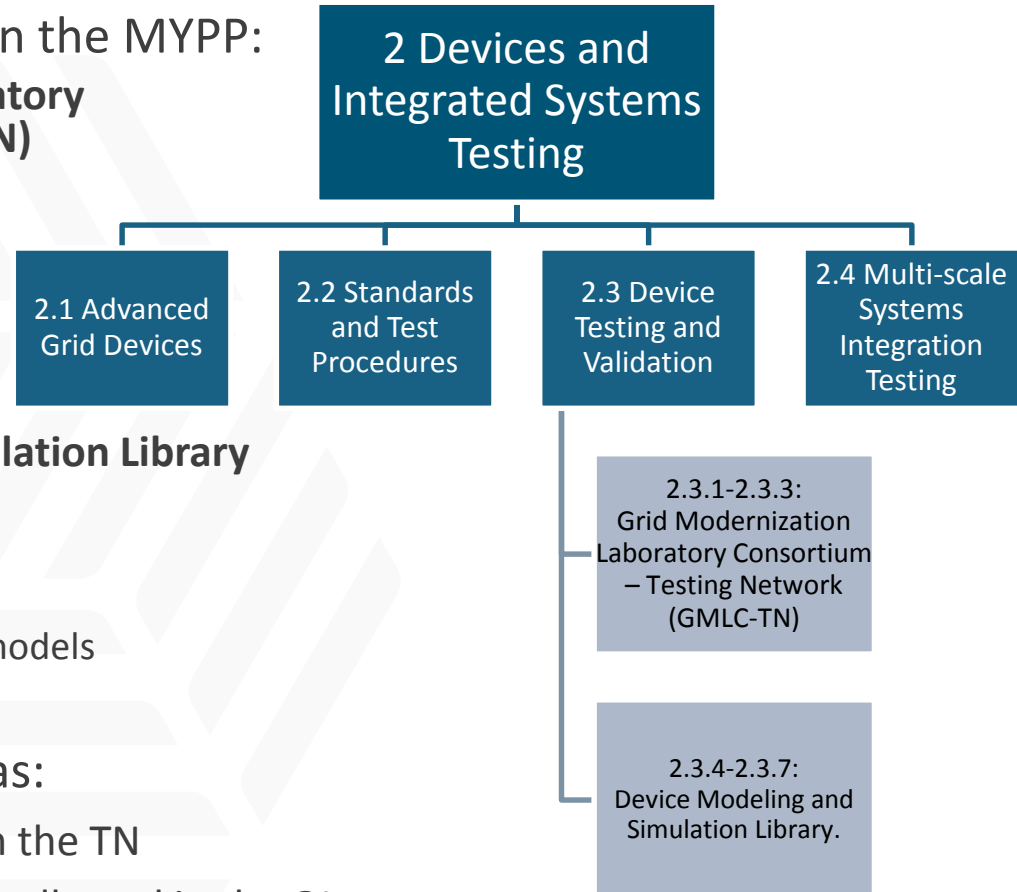 n the MYPP:
atory
N)
lation Library
nodels
as:
n the TN
2 Devices and
Integrated Systems
Testing
2.1 Advanced
Grid Devices
2.2 Standards
and Test
Procedures
2.3 Device
Testing and
Validation
2.4 Multi-scale
Systems
Integration
Testing
2.3.1-2.3.3:
Grid Modernization
Laboratory Consortium
– Testing Network
(GMLC-TN)
2.3.4-2.3.7:
Device Modeling and
Simulation Library.